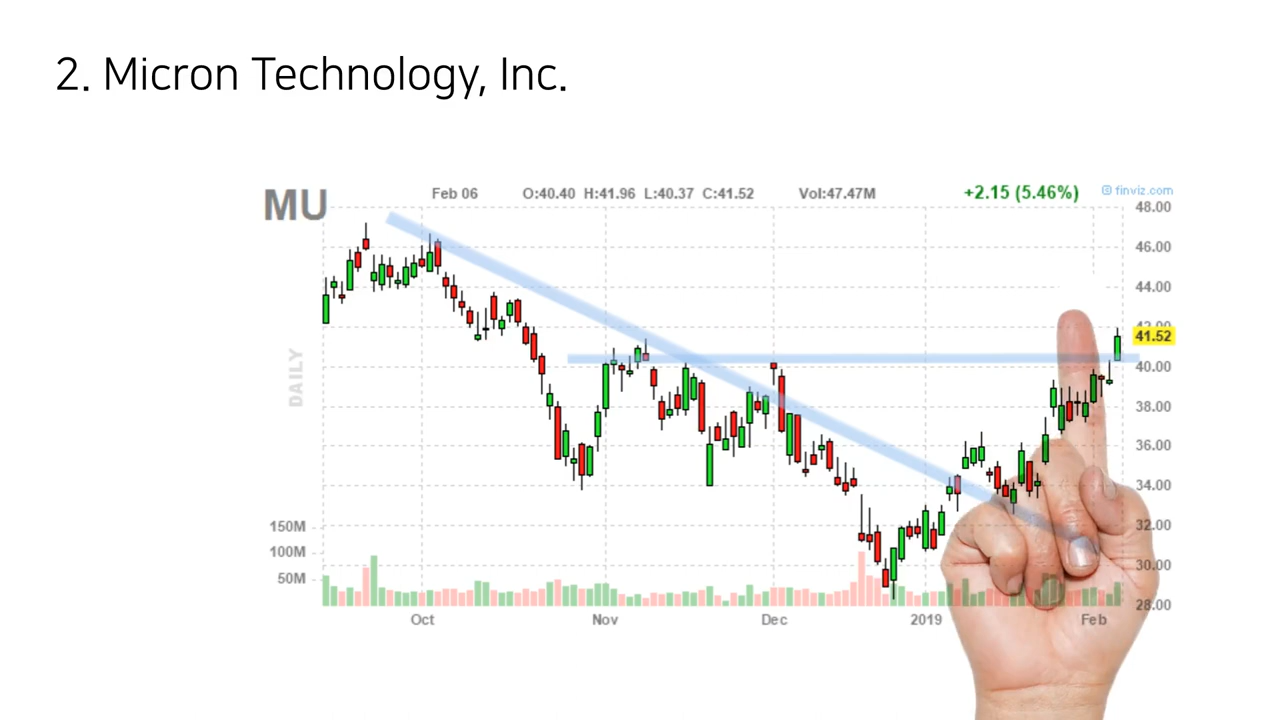 2. Micron Technology, Inc.
MU
Feb 06 O:40.40 H:41.96 L:40.37 C:41.52 Vol:47.47M +2.15 (5.46%) © finviz.com
48.00
46.00
44.00
42.00
41.52
40.00
38.00
36.00
34.00
32.00
30.00
28.00
DAILY
150M
100M
50M
Oct Nov Dec 2019 Feb